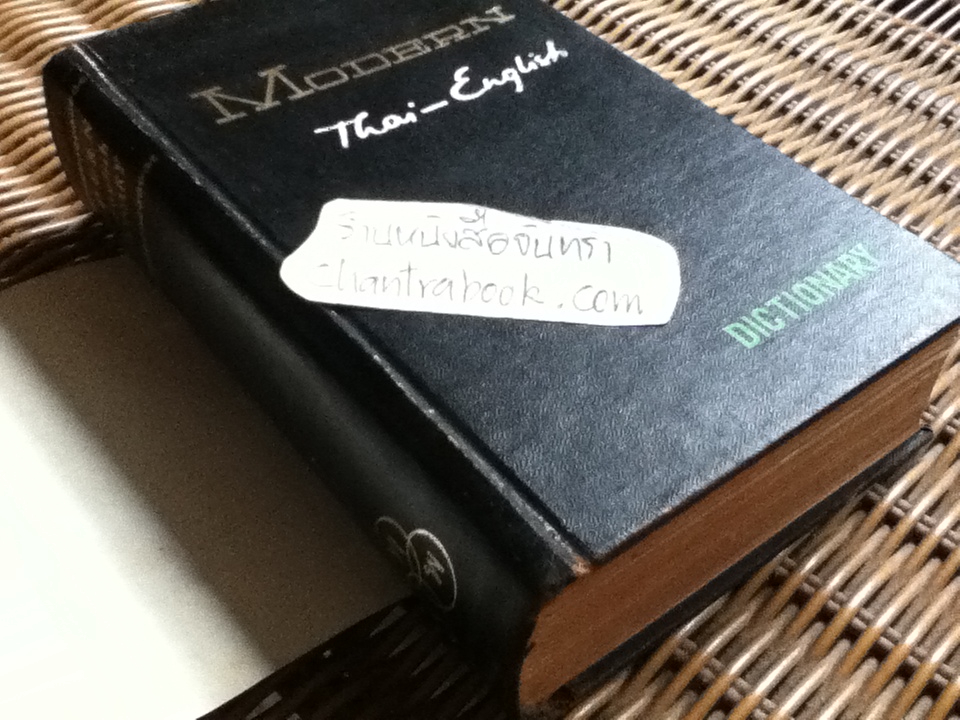 MODERN
Thai-English
ร้านหนังสือจันทรา
chantrabook.com
DICTIONARY